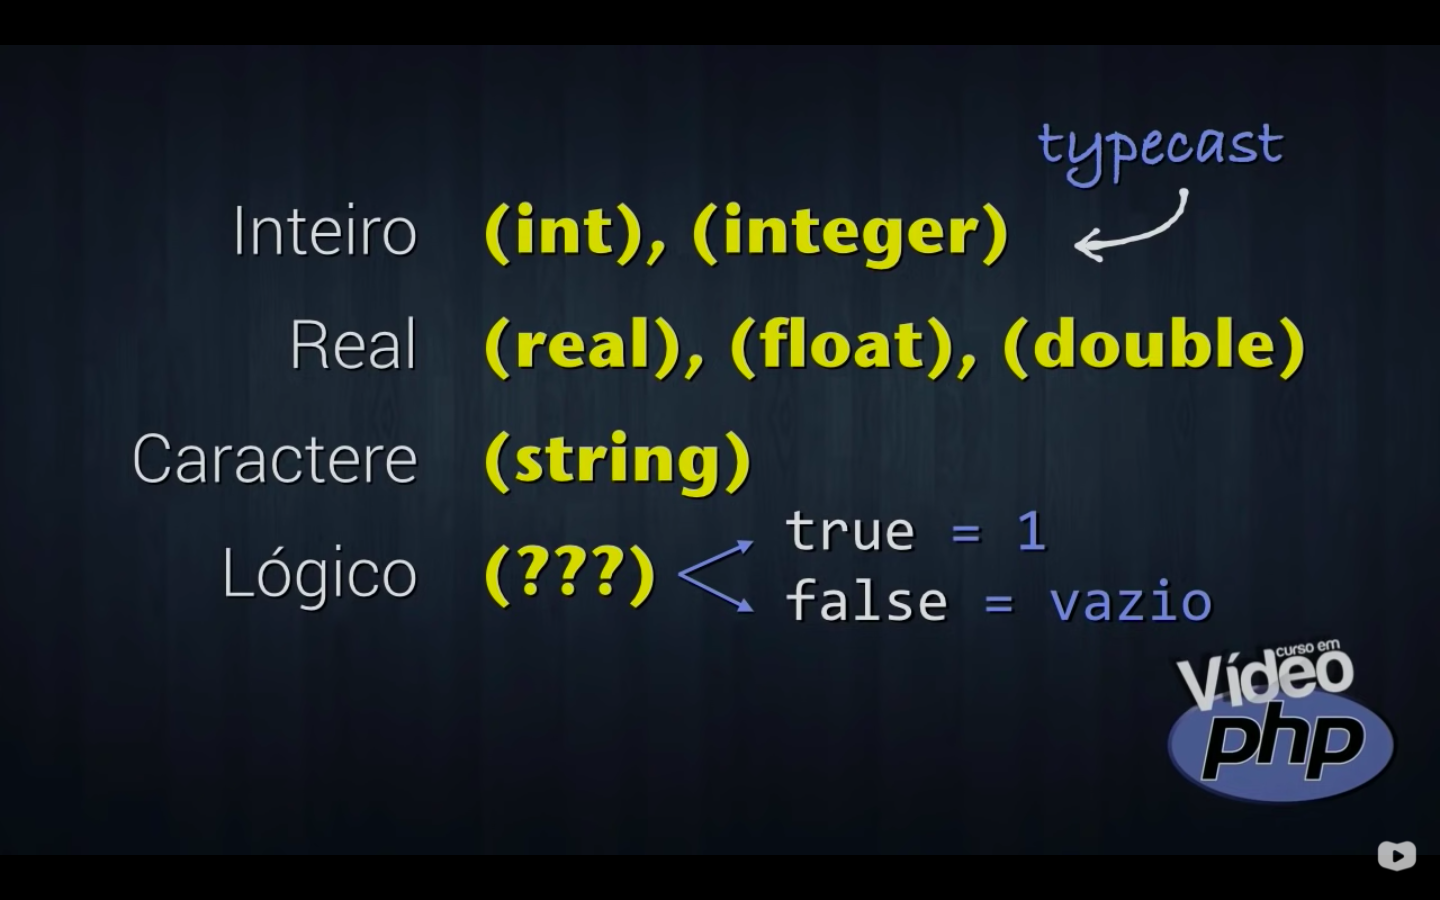 typecast
Inteiro (int), (integer)
Real (real), (float), (double)
Caractere (string)
Lógico (???)
true = 1
false = vazio
curso em
Vídeo
php